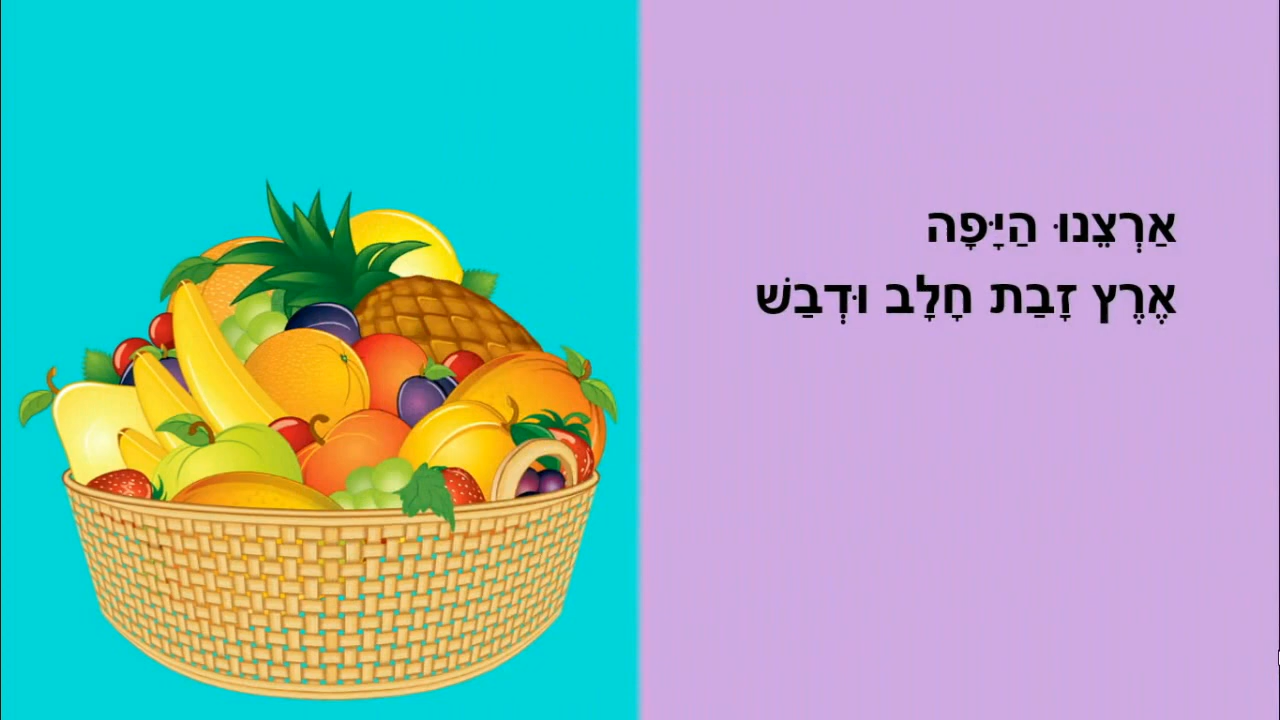 אַרְצֵנוּ הַיָּפָה
אֶרֶץ זָבַת חָלָב וּדְבַשׁ